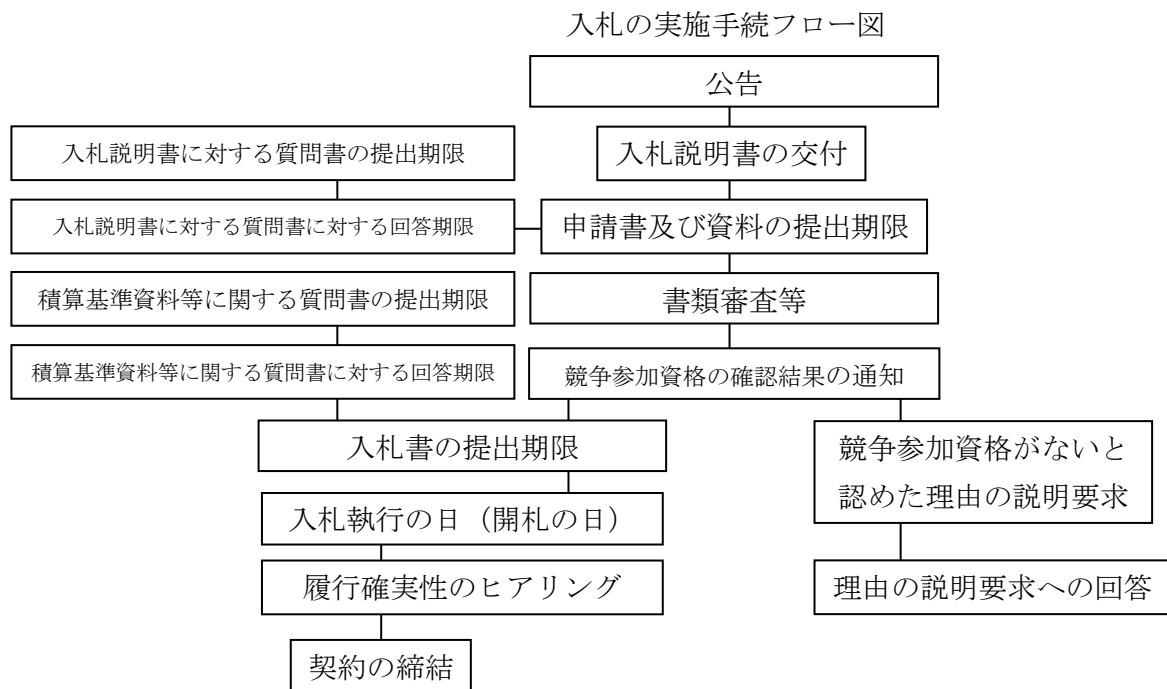 入札の実施手続フロー図
公告
入札説明書に対する質問書の提出期限
入札説明書の交付
入札説明書に対する質問書に対する回答期限
申請書及び資料の提出期限
積算基準資料等に関する質問書の提出期限
書類審査等
積算基準資料等に関する質問書に対する回答期限
競争参加資格の確認結果の通知
入札書の提出期限
競争参加資格がないと
認めた理由の説明要求
入札執行の日（開札の日）
履行確実性のヒアリング
理由の説明要求への回答
契約の締結